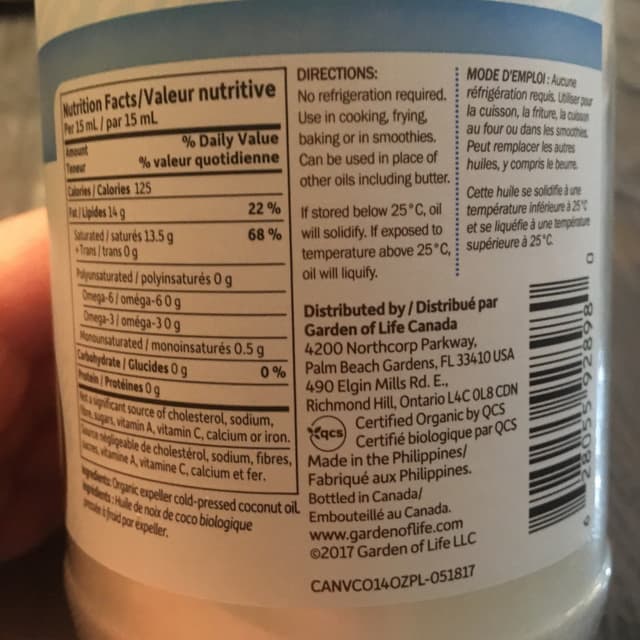 Nutrition Facts/Valeur nutritive
Per 15 mL / par 15 mL
Amount
Teneur
% Daily Value
% valeur quotidienne
Calories / Calories 125
Fat / Lipides 14 g 22 %
Saturated / saturés 13.5 g
+ Trans / trans 0 g 68 %
Polyunsaturated / polyinsaturés 0 g
Omega-6 / oméga-6 0 g
Omega-3 / oméga-3 0 g
Monounsaturated / monoinsaturés 0.5 g
Carbohydrate / Glucides 0 g 0 %
Protein / Protéines 0 g
Not a significant source of cholesterol, sodium,
fibre, sugars, vitamin A, vitamin C, calcium or iron.
Source négligeable de cholestérol, sodium, fibres,
sucres, vitamine A, vitamine C, calcium et fer.
Ingredients: Organic expeller cold-pressed coconut oil.
Ingrédients : Huile de noix de coco biologique
pressée à froid par expeller.
DIRECTIONS:
No refrigeration required.
Use in cooking, frying,
baking or in smoothies.
Can be used in place of
other oils including butter.
If stored below 25°C, oil
will solidify. If exposed to
temperature above 25°C,
oil will liquify.
MODE D'EMPLOI : Aucune
réfrigération requis. Utiliser pour
la cuisson, la friture, la cuisson
au four ou dans les smoothies.
Peut remplacer les autres
huiles, y compris le beurre.
Cette huile se solidifie à une
température inférieure à 25°C
et se liquéfie à une température
supérieure à 25°C.
Distributed by / Distribué par
Garden of Life Canada
4200 Northcorp Parkway,
Palm Beach Gardens, FL 33410 USA
490 Elgin Mills Rd. E.,
Richmond Hill, Ontario L4C 0L8 CDN
qcs
Certified Organic by QCS
Certifié biologique par QCS
Made in the Philippines/
Fabriqué aux Philippines.
Bottled in Canada/
Embouteillé au Canada.
www.gardenoflife.com
©2017 Garden of Life LLC
CANVCO14OZPL-051817
6 28055 92898 0